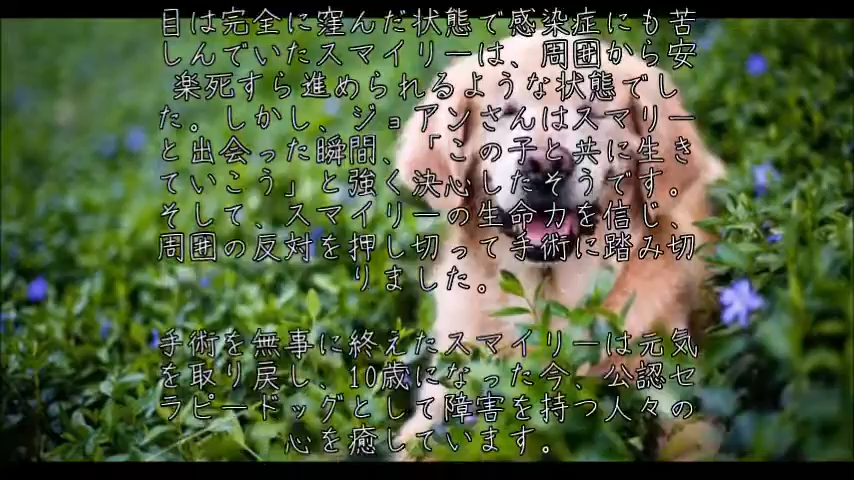 目は完全に窪んだ状態で感染症にも苦
しんでいたスマイリーは、周囲から安
楽死すら進められるような状態でし
た。しかし、ジョアンさんはスマリー
と出会った瞬間、「この子と共に生き
ていこう」と強く決心したそうです。
そして、スマイリーの生命力を信じ、
周囲の反対を押し切って手術に踏み切
りました。
手術を無事に終えたスマイリーは元気
を取り戻し、10歳になった今、公認セ
ラピードッグとして障害を持つ人々の
心を癒しています。